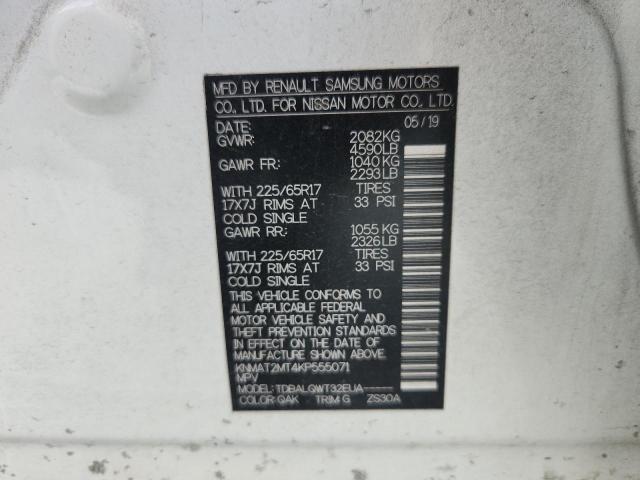 MFD BY RENAULT SAMSUNG MOTORS
CO., LTD. FOR NISSAN MOTOR CO., LTD.
DATE: 05/19
GVWR: 2082KG
4590LB
GAWR FR: 1040KG
2293LB
WITH 225/65R17 TIRES
17X7J RIMS AT 33 PSI
COLD SINGLE
GAWR RR: 1055 KG
2326LB
WITH 225/65R17 TIRES
17X7J RIMS AT 33 PSI
COLD SINGLE
THIS VEHICLE CONFORMS TO
ALL APPLICABLE FEDERAL
MOTOR VEHICLE SAFETY AND
THEFT PREVENTION STANDARDS
IN EFFECT ON THE DATE OF
MANUFACTURE SHOWN ABOVE.
KNMAT2MT4KP555071
MPV
MODEL: TDBALQWT32EUA-----
COLOR: QAK TRIM: G ZS30A